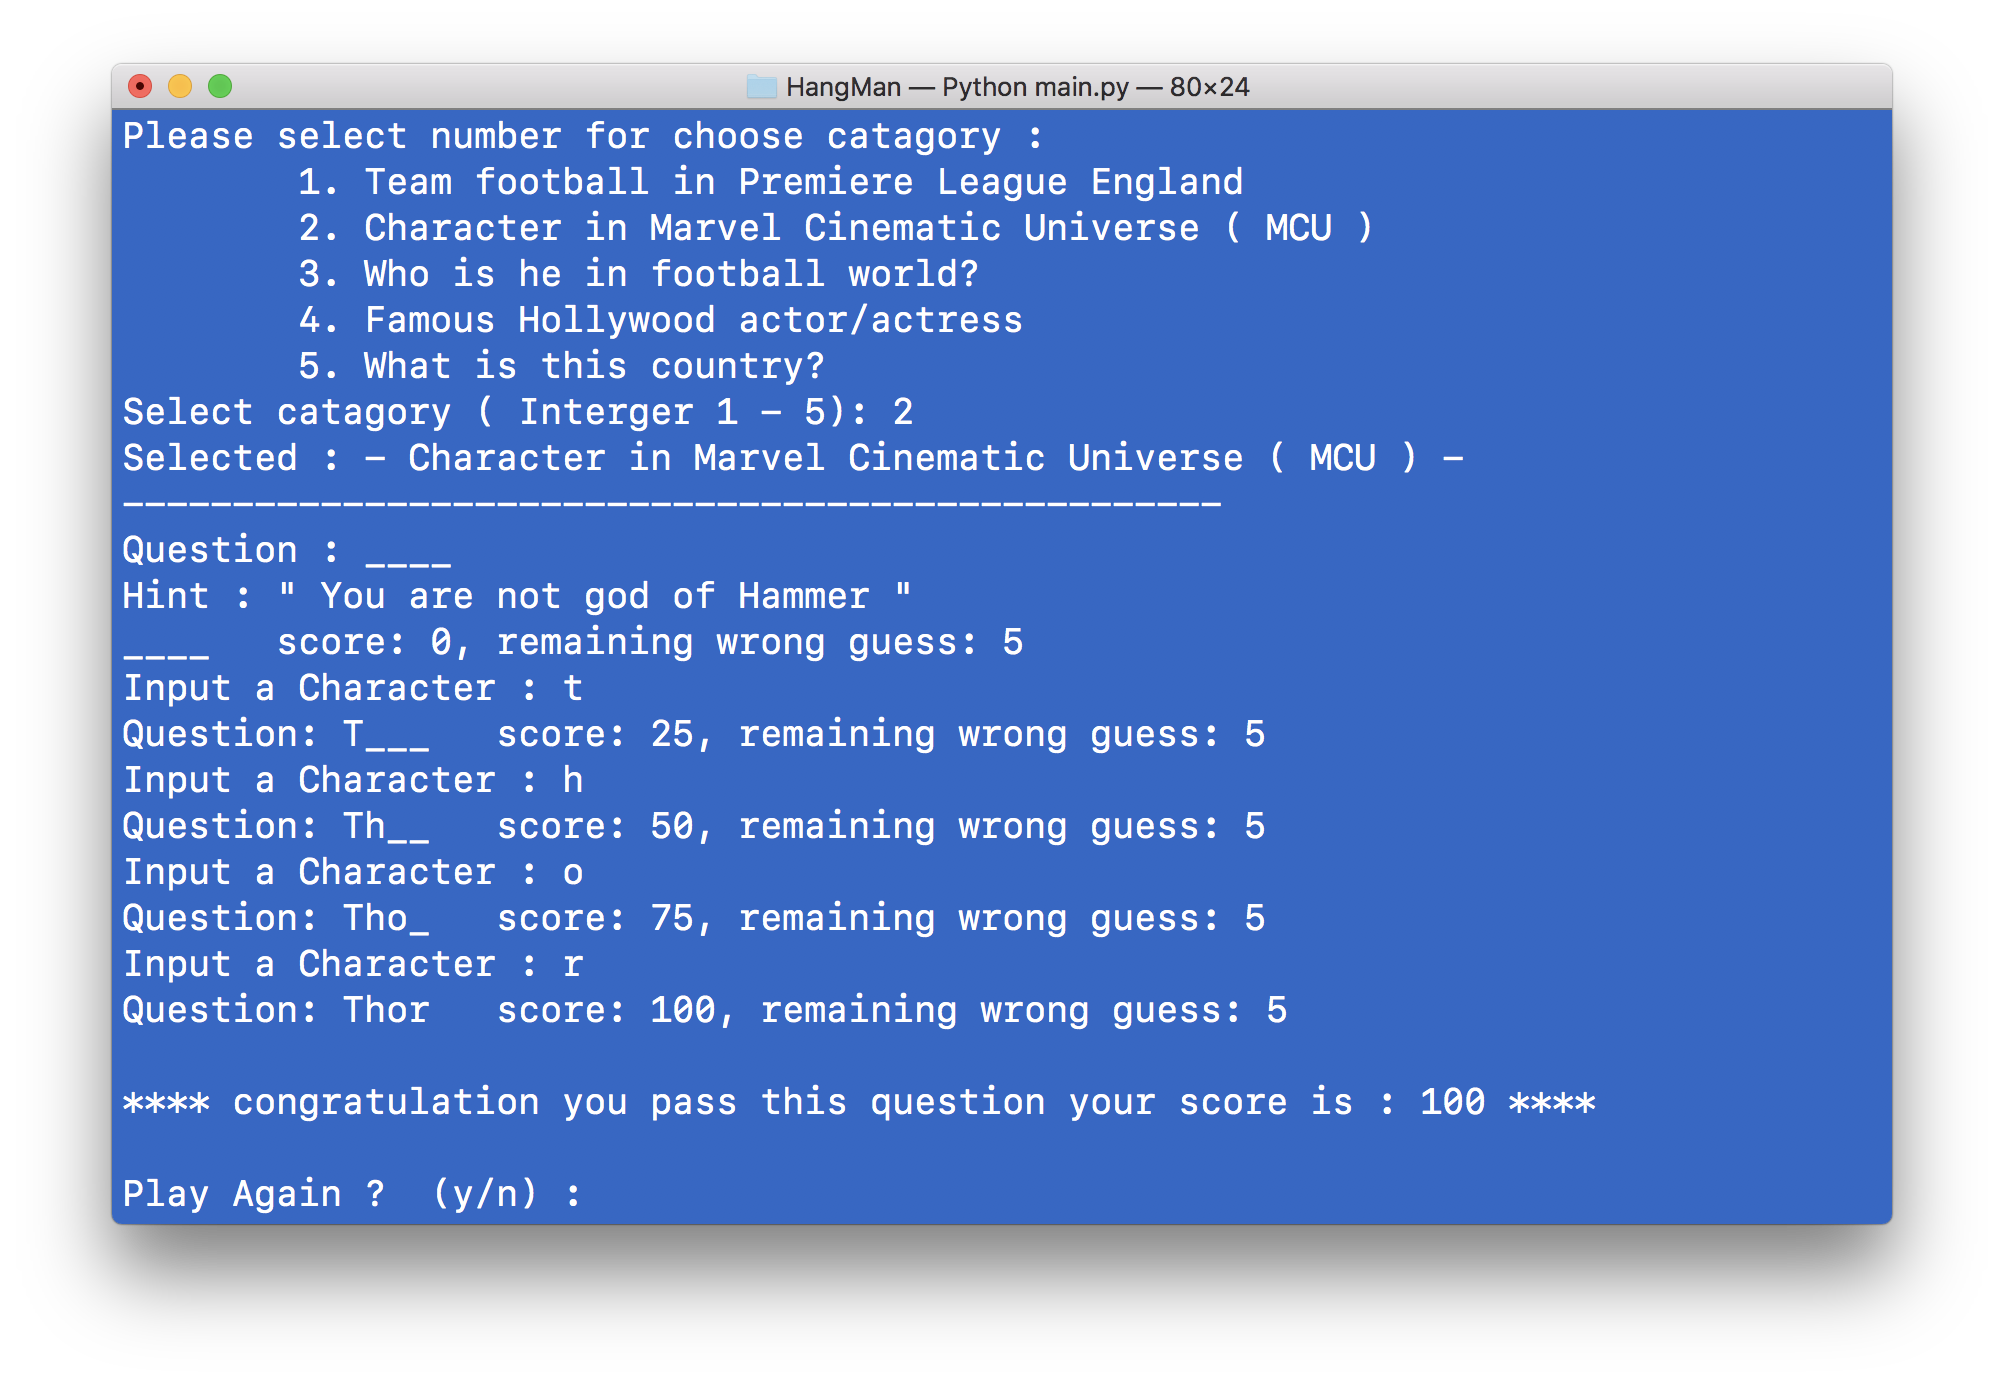 HangMan — Python main.py — 80×24
Please select number for choose catagory :
1. Team football in Premiere League England
2. Character in Marvel Cinematic Universe ( MCU )
3. Who is he in football world?
4. Famous Hollywood actor/actress
5. What is this country?
Select catagory ( Interger 1 - 5): 2
Selected : - Character in Marvel Cinematic Universe ( MCU ) -
--------------------------------------------------
Question : ____
Hint : " You are not god of Hammer "
____   score: 0, remaining wrong guess: 5
Input a Character : t
Question: T___   score: 25, remaining wrong guess: 5
Input a Character : h
Question: Th__   score: 50, remaining wrong guess: 5
Input a Character : o
Question: Tho_   score: 75, remaining wrong guess: 5
Input a Character : r
Question: Thor   score: 100, remaining wrong guess: 5
**** congratulation you pass this question your score is : 100 ****
Play Again ?  (y/n) :